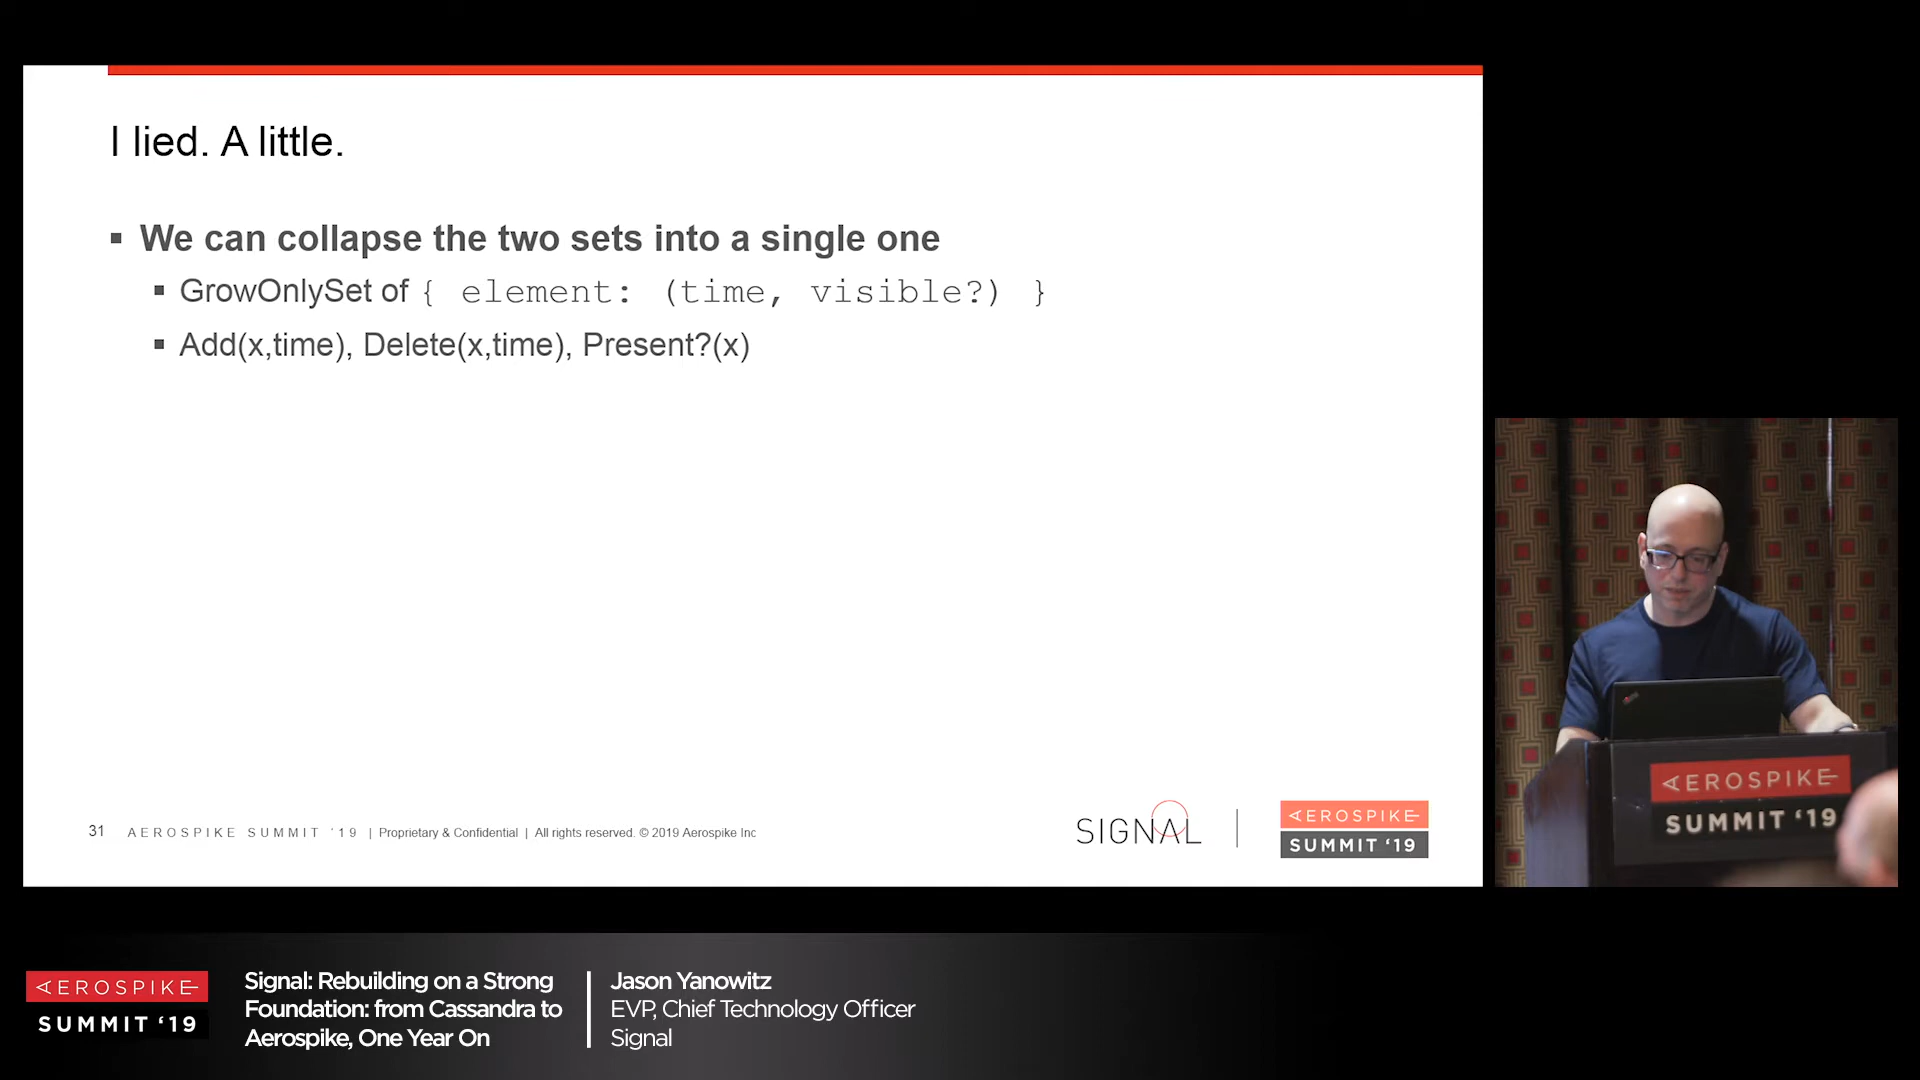 I lied. A little.
▪ We can collapse the two sets into a single one
▪ GrowOnlySet of { element: (time, visible?) }
▪ Add(x,time), Delete(x,time), Present?(x)
31 AEROSPIKE SUMMIT '19 | Proprietary & Confidential | All rights reserved. © 2019 Aerospike Inc
SIGNAL
AEROSPIKE
SUMMIT '19
AEROSPIKE
SUMMIT '19
AEROSPIKE
SUMMIT '19
Signal: Rebuilding on a Strong
Foundation: from Cassandra to
Aerospike, One Year On
Jason Yanowitz
EVP, Chief Technology Officer
Signal